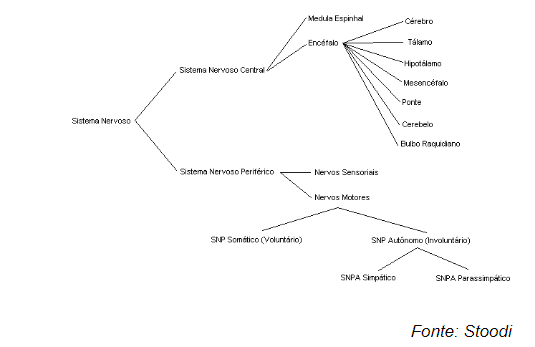 Medula Espinhal
Cérebro
Encéfalo
Tálamo
Hipotálamo
Sistema Nervoso Central
Mesencéfalo
Ponte
Sistema Nervoso
Cerebelo
Bulbo Raquidiano
Sistema Nervoso Periférico
Nervos Sensoriais
Nervos Motores
SNP Somático (Voluntário)
SNP Autônomo (Involuntário)
SNPA Simpático
SNPA Parassimpático
Fonte: Stoodi